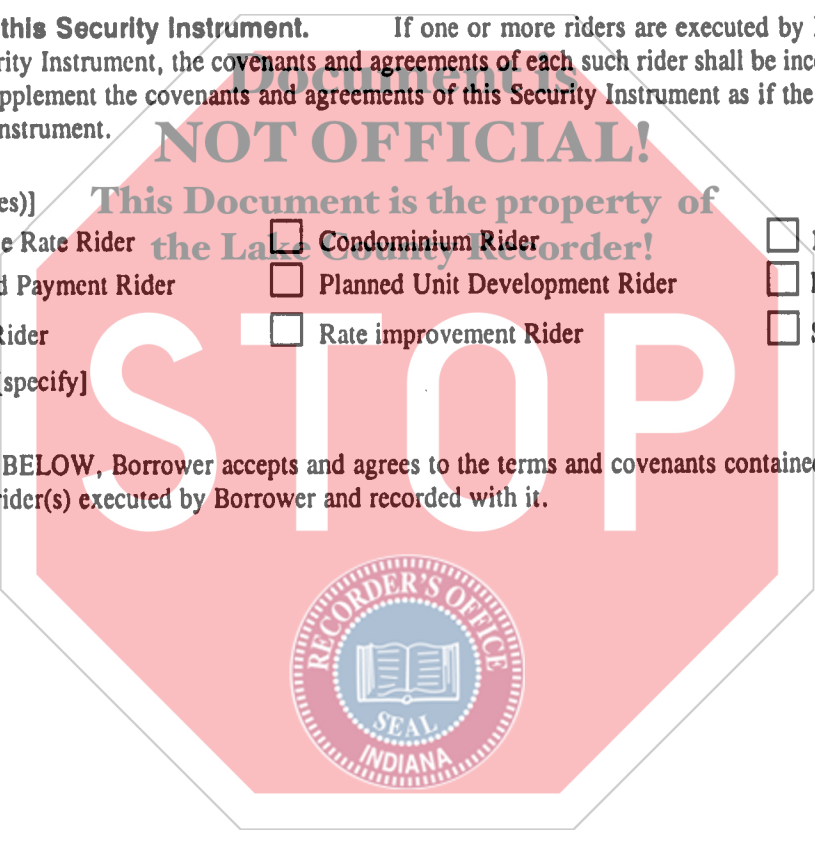 this Security Instrument. If one or more riders are executed by
rity Instrument, the covenants and agreements of each such rider shall be inc
pplement the covenants and agreements of this Security Instrument as if the
nstrument.
Document is
NOT OFFICIAL!
This Document is the property of
the Lake County Recorder!
es)]
e Rate Rider Condominium Rider
d Payment Rider Planned Unit Development Rider
Rider Rate improvement Rider S
[specify]
STOP
BELOW, Borrower accepts and agrees to the terms and covenants contained
rider(s) executed by Borrower and recorded with it.
RECORDER'S OFFICE
SEAL
INDIANA